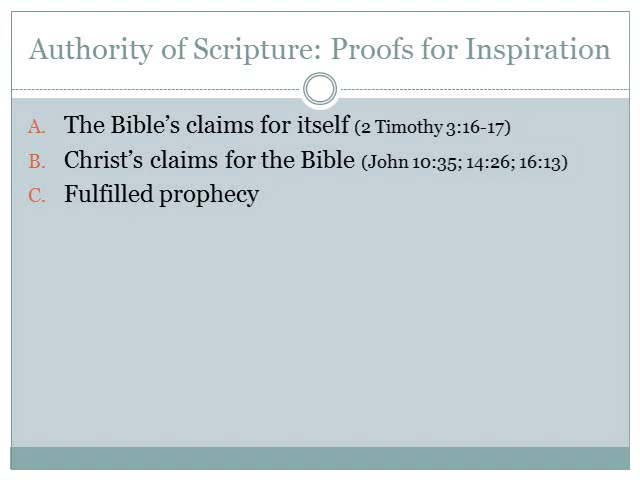 Authority of Scripture: Proofs for Inspiration
A. The Bible’s claims for itself (2 Timothy 3:16-17)
B. Christ’s claims for the Bible (John 10:35; 14:26; 16:13)
C. Fulfilled prophecy